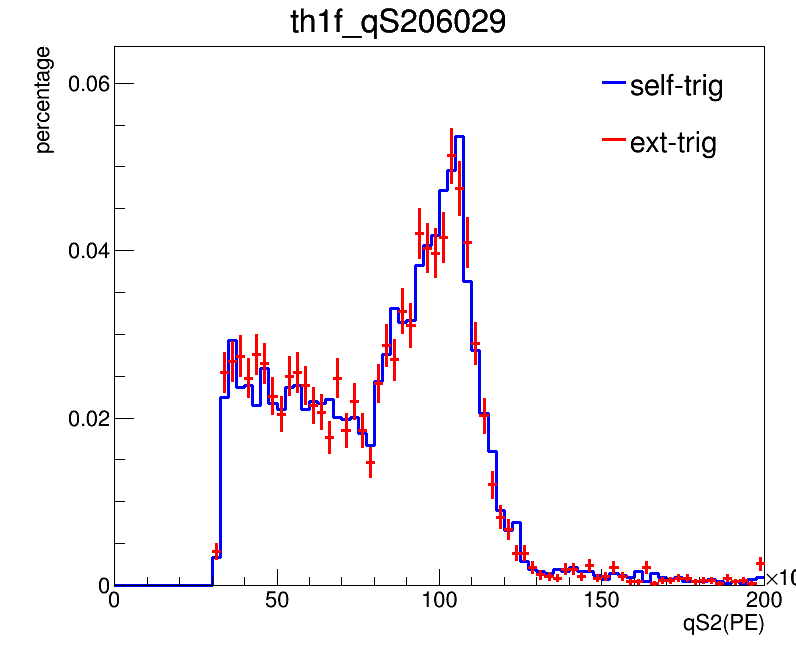 th1f_qS206029
percentage
self-trig
ext-trig
0.06
0.04
0.02
0
0 50 100 150 200
×10
qS2(PE)